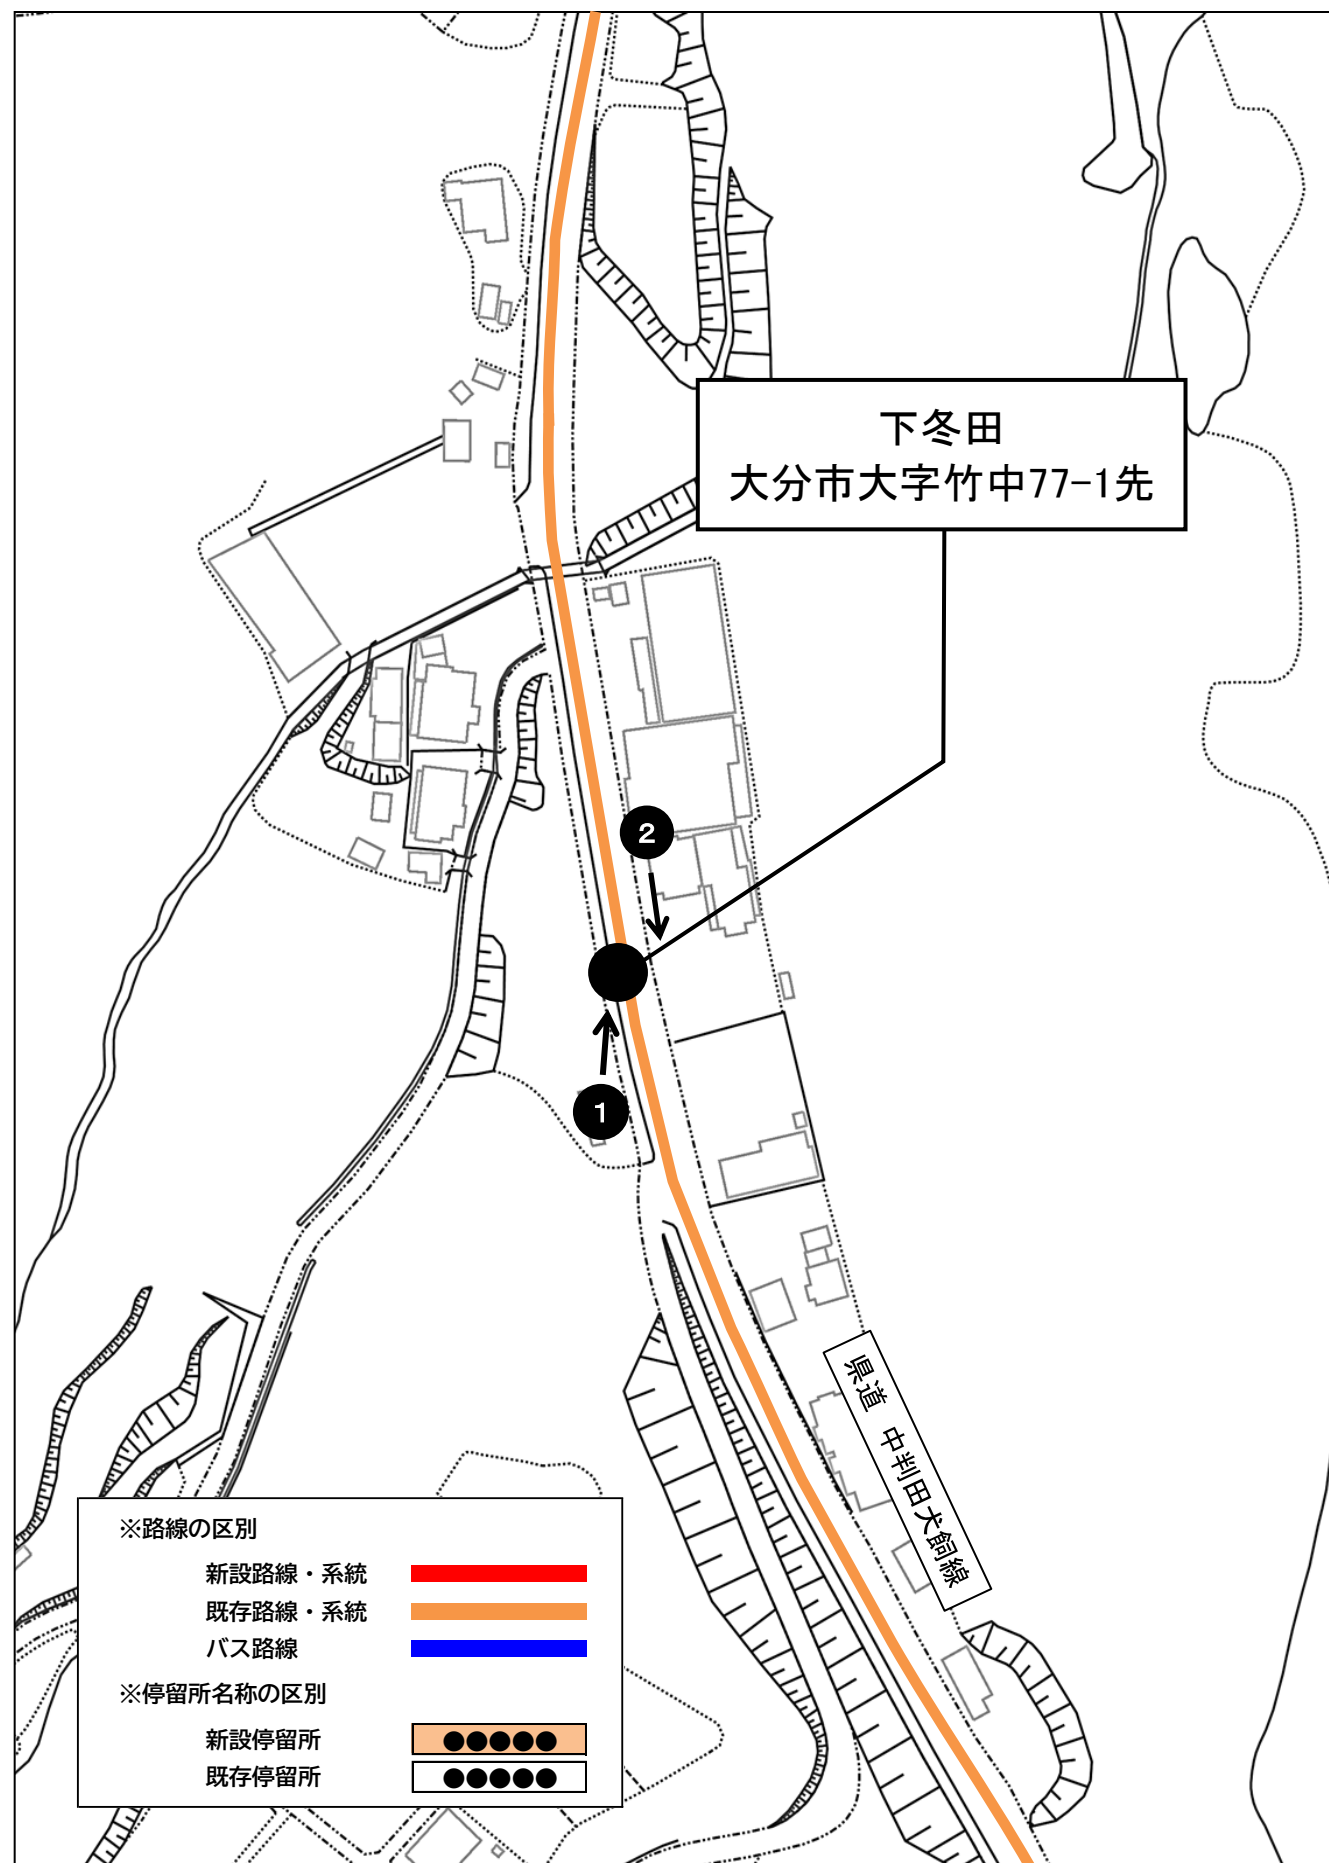 下冬田
大分市大字竹中77-1先
2
1
県道 中判田犬飼線
※路線の区別
新設路線・系統
既存路線・系統
バス路線
※停留所名称の区別
新設停留所 ●●●●●
既存停留所 ●●●●●